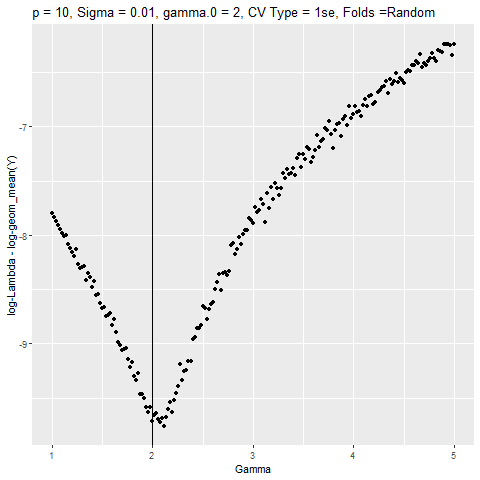 p = 10, Sigma = 0.01, gamma.0 = 2, CV Type = 1se, Folds =Random
log-Lambda - log-geom_mean(Y)
-7
-8
-9
1 2 3 4 5
Gamma